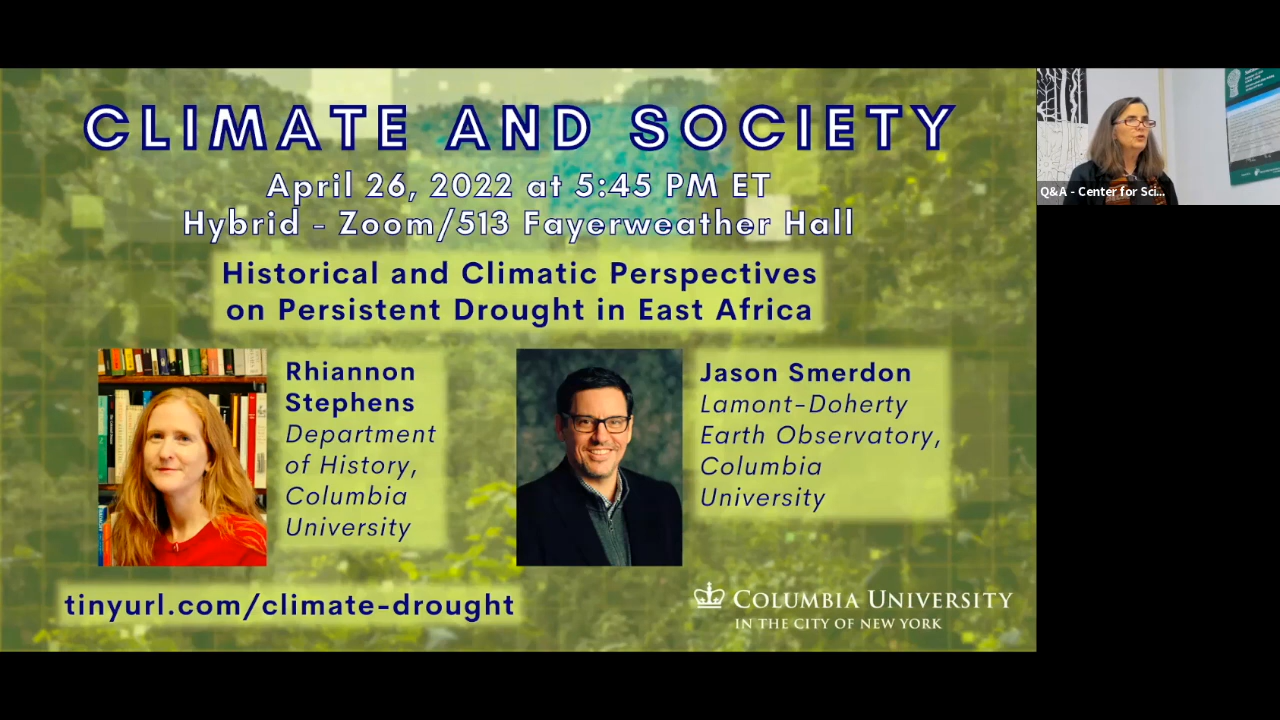 CLIMATE AND SOCIETY
April 26, 2022 at 5:45 PM ET
Hybrid - Zoom/513 Fayerweather Hall
Historical and Climatic Perspectives
on Persistent Drought in East Africa
Rhiannon
Stephens
Department
of History,
Columbia
University
Jason Smerdon
Lamont-Doherty
Earth Observatory,
Columbia
University
tinyurl.com/climate-drought
COLUMBIA UNIVERSITY
IN THE CITY OF NEW YORK
Q&A - Center for Sci...